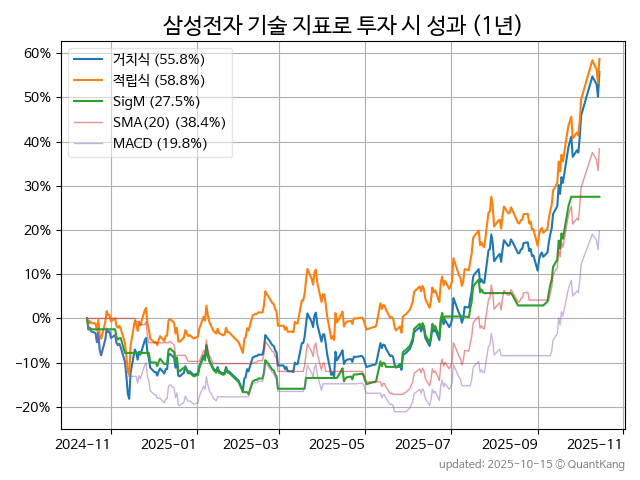 삼성전자 기술 지표로 투자 시 성과 (1년)
거치식 (55.8%)
적립식 (58.8%)
SigM (27.5%)
SMA(20) (38.4%)
MACD (19.8%)
60%
50%
40%
30%
20%
10%
0%
−10%
−20%
2024-11 2025-01 2025-03 2025-05 2025-07 2025-09 2025-11
updated: 2025-10-15 © QuantKang